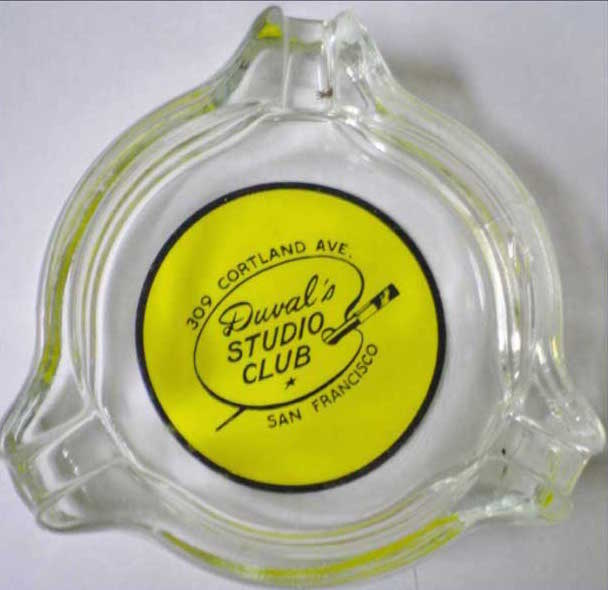 309 CORTLAND AVE.
Duval's
STUDIO
CLUB
SAN FRANCISCO